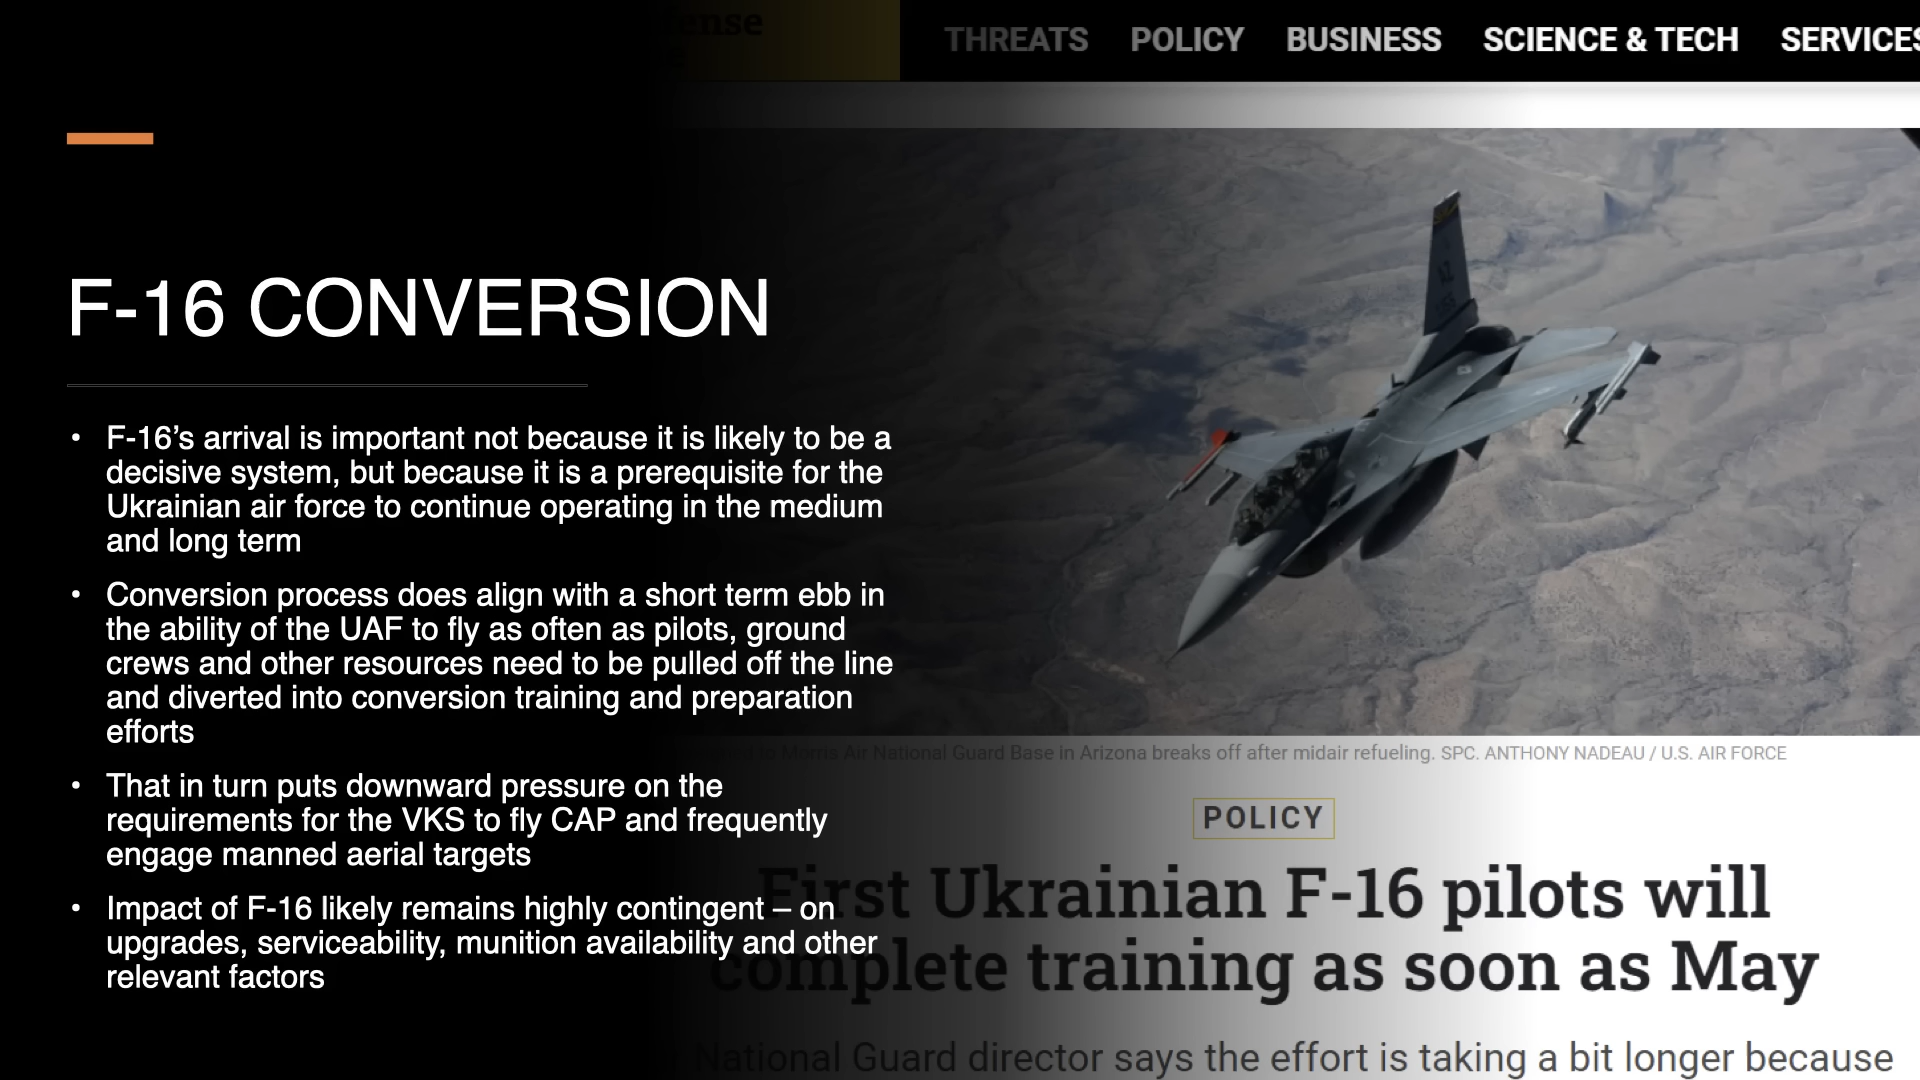 ense
THREATS POLICY BUSINESS SCIENCE & TECH SERVICES
F-16 CONVERSION
• F-16’s arrival is important not because it is likely to be a
decisive system, but because it is a prerequisite for the
Ukrainian air force to continue operating in the medium
and long term
• Conversion process does align with a short term ebb in
the ability of the UAF to fly as often as pilots, ground
crews and other resources need to be pulled off the line
and diverted into conversion training and preparation
efforts
• That in turn puts downward pressure on the
requirements for the VKS to fly CAP and frequently
engage manned aerial targets
• Impact of F-16 likely remains highly contingent – on
upgrades, serviceability, munition availability and other
relevant factors
to Morris Air National Guard Base in Arizona breaks off after midair refueling. SPC. ANTHONY NADEAU / U.S. AIR FORCE
POLICY
First Ukrainian F-16 pilots will
complete training as soon as May
National Guard director says the effort is taking a bit longer because